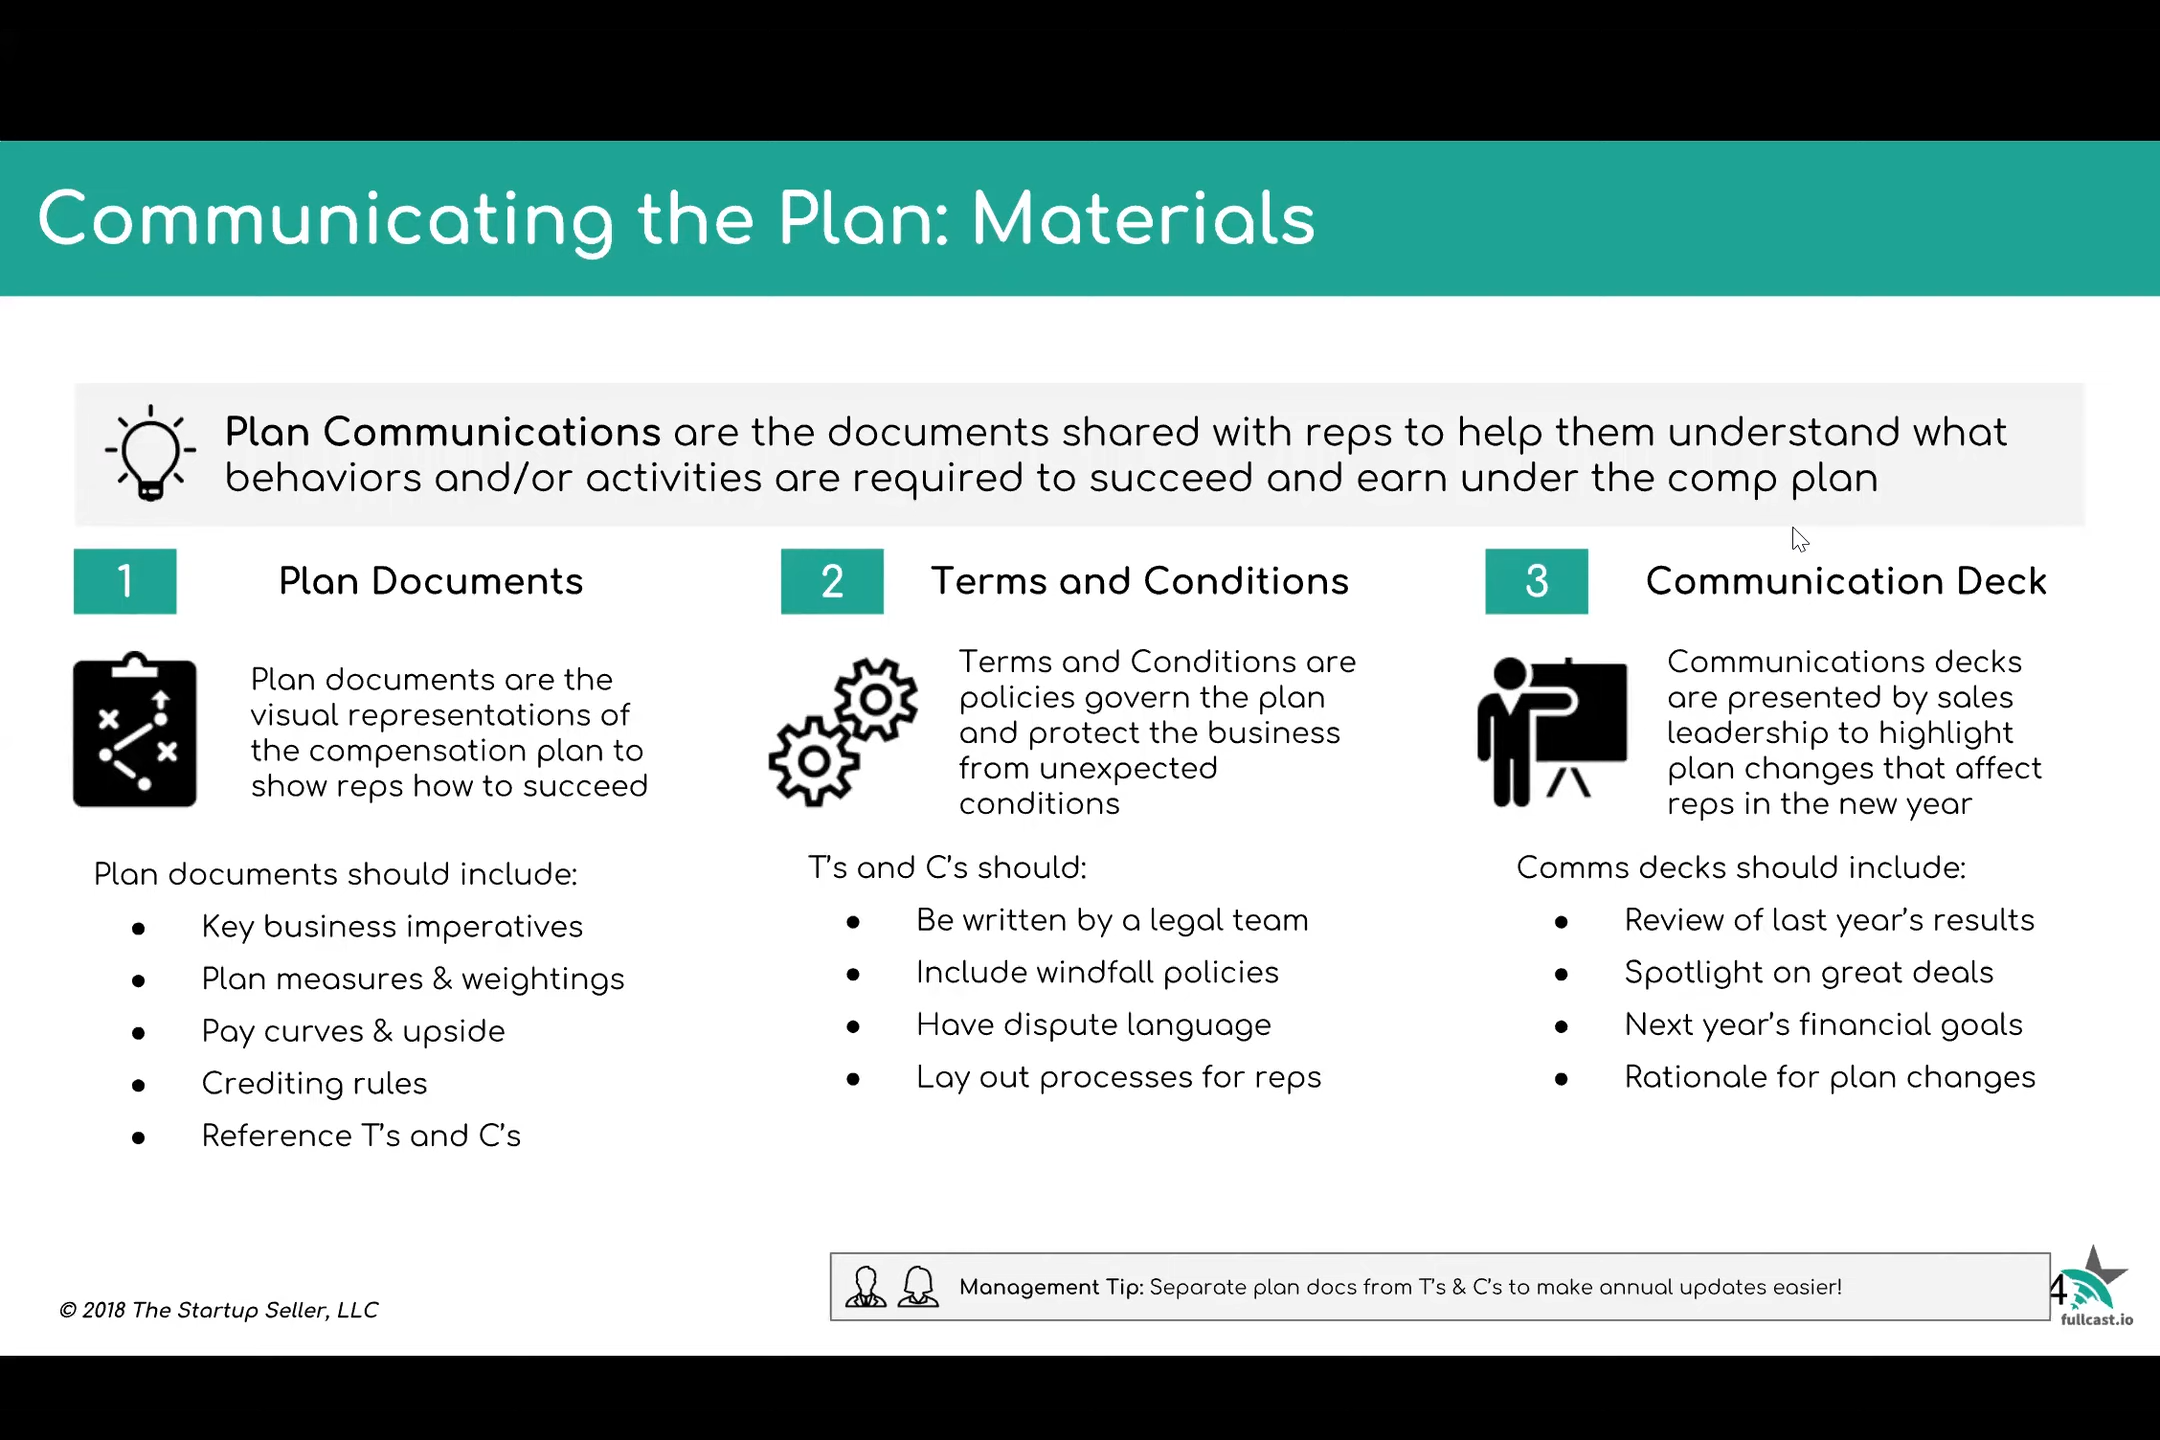 Communicating the Plan: Materials
Plan Communications are the documents shared with reps to help them understand what
behaviors and/or activities are required to succeed and earn under the comp plan
1
Plan Documents
Plan documents are the
visual representations of
the compensation plan to
show reps how to succeed
Plan documents should include:
● Key business imperatives
● Plan measures & weightings
● Pay curves & upside
● Crediting rules
● Reference T's and C's
2
Terms and Conditions
Terms and Conditions are
policies govern the plan
and protect the business
from unexpected
conditions
T's and C's should:
● Be written by a legal team
● Include windfall policies
● Have dispute language
● Lay out processes for reps
3
Communication Deck
Communications decks
are presented by sales
leadership to highlight
plan changes that affect
reps in the new year
Comms decks should include:
● Review of last year's results
● Spotlight on great deals
● Next year's financial goals
● Rationale for plan changes
© 2018 The Startup Seller, LLC
Management Tip: Separate plan docs from T's & C's to make annual updates easier!
4
fullcast.io